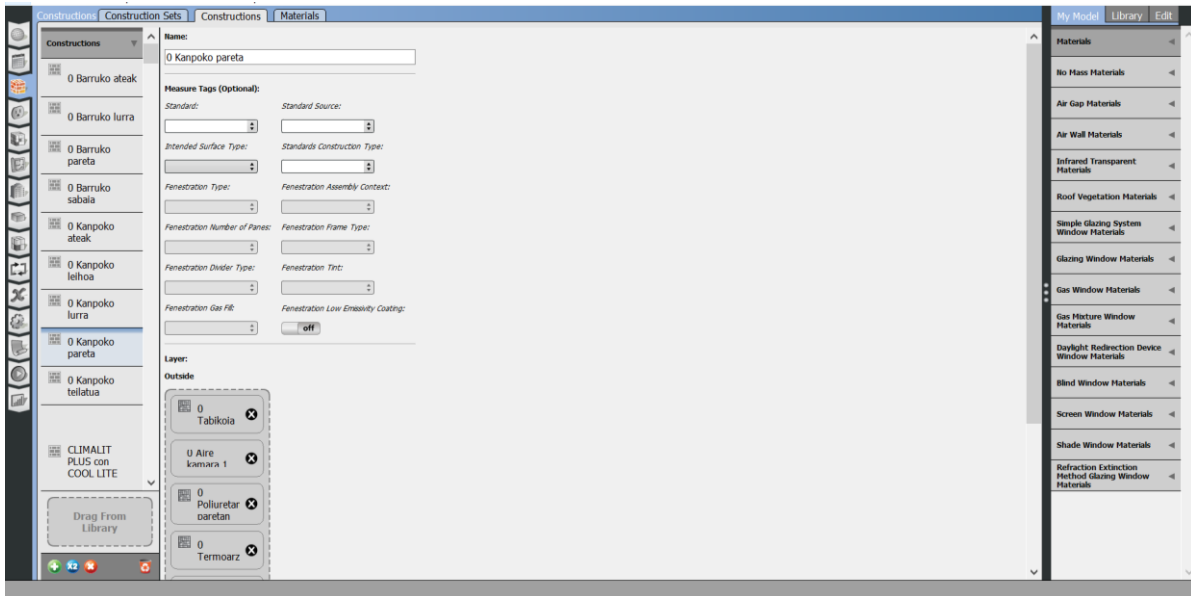 Constructions
Construction Sets
Constructions
Materials
My Model
Library
Edit
Constructions
0 Barruko ateak
0 Barruko lurra
0 Barruko
pareta
0 Barruko
sabaia
0 Kanpoko
ateak
0 Kanpoko
leihoa
0 Kanpoko
lurra
0 Kanpoko
pareta
0 Kanpoko
teilatua
CLIMALIT
PLUS con
COOL LITE
Drag From
Library
x2
Name:
0 Kanpoko pareta
Measure Tags (Optional):
Standard:
Standard Source:
Intended Surface Type:
Standards Construction Type:
Fenestration Type:
Fenestration Assembly Context:
Fenestration Number of Panes:
Fenestration Frame Type:
Fenestration Divider Type:
Fenestration Tint:
Fenestration Gas Fill:
Fenestration Low Emissivity Coating:
off
Layer:
Outside
0
Tabikoia
0 Aire
kamara 1
0
Poliuretar
paretan
0
Termoarz
Materials
No Mass Materials
Air Gap Materials
Air Wall Materials
Infrared Transparent
Materials
Roof Vegetation Materials
Simple Glazing System
Window Materials
Glazing Window Materials
Gas Window Materials
Gas Mixture Window
Materials
Daylight Redirection Device
Window Materials
Blind Window Materials
Screen Window Materials
Shade Window Materials
Refraction Extinction
Method Glazing Window
Materials